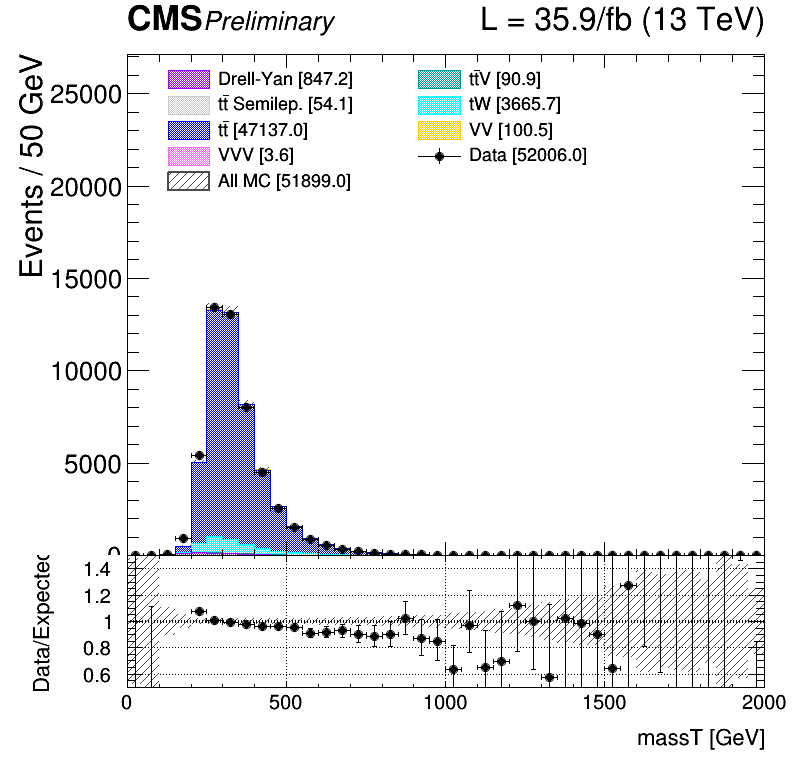 CMS Preliminary L = 35.9/fb (13 TeV)
Events / 50 GeV
25000
20000
15000
10000
5000
0
Drell-Yan [847.2]
tt̄ Semilep. [54.1]
tt̄ [47137.0]
VVV [3.6]
All MC [51899.0]
tt̄V [90.9]
tW [3665.7]
VV [100.5]
Data [52006.0]
Data/Expected
1.4
1.2
1
0.8
0.6
0 500 1000 1500 2000
massT [GeV]